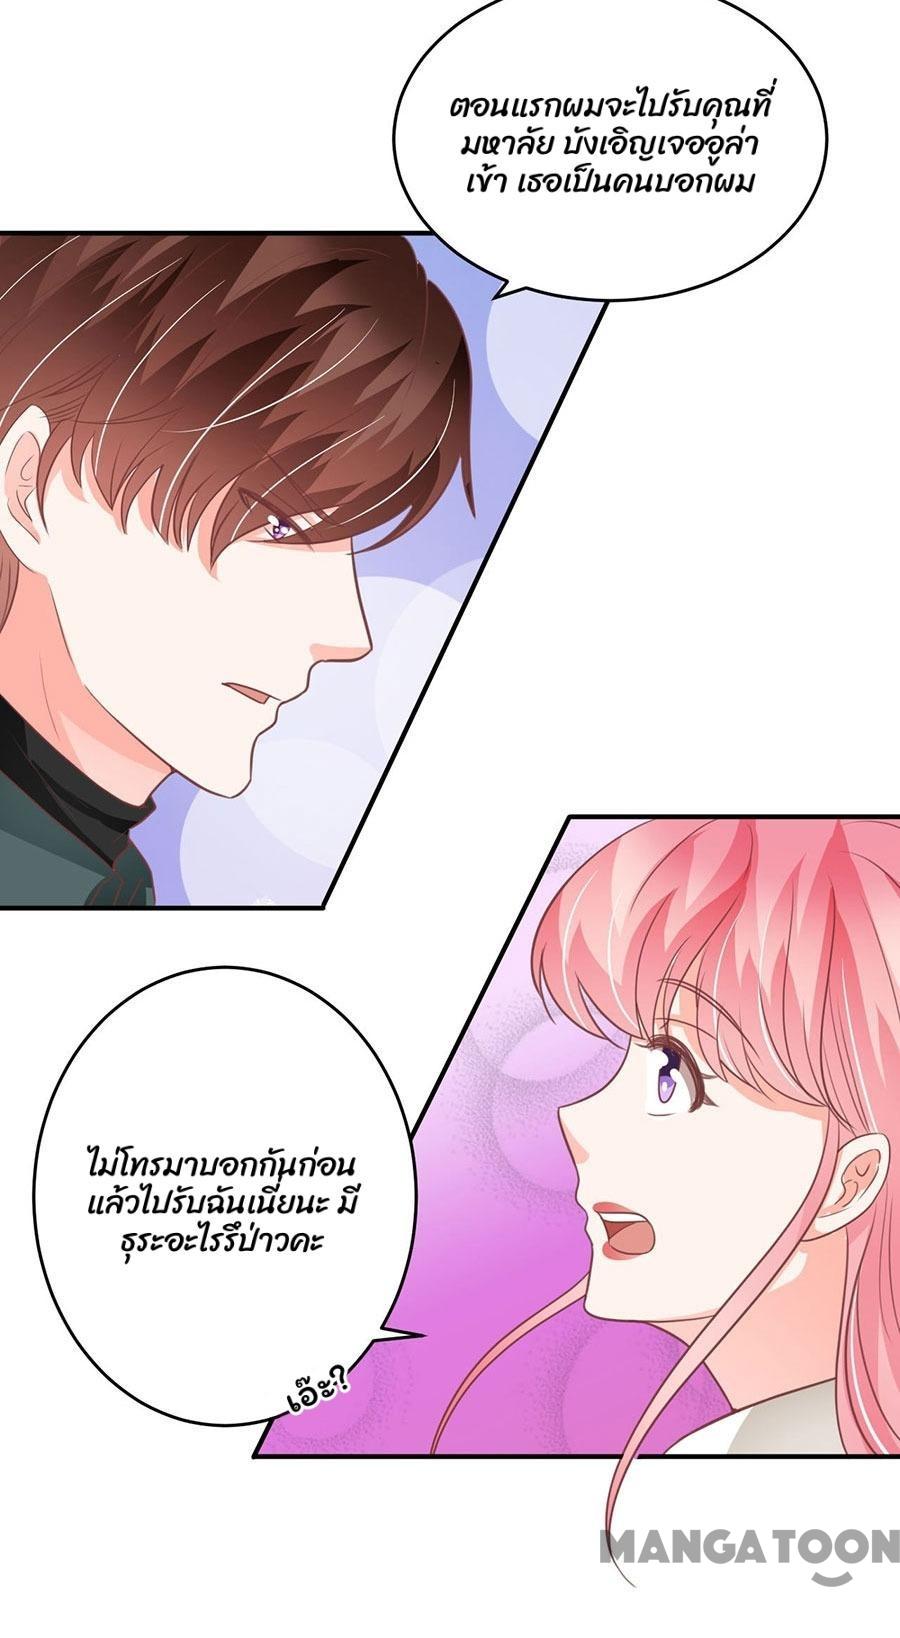 ตอนแรกผมจะไปรับคุณที่
มหาลัย บังเอิญเจออูล่า
เข้า เธอเป็นคนบอกผม
ไม่โทรมาบอกกันก่อน
แล้วไปรับฉันเนี่ยนะ มี
ธุระอะไรรึป่าวคะ
เอ๊ะ?
MANGATOON